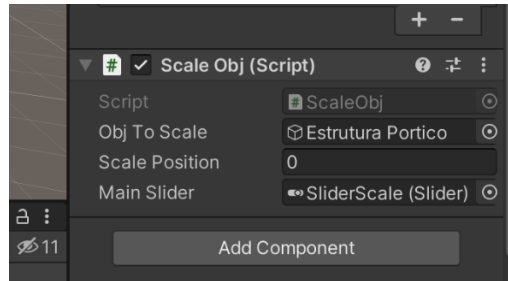 + -
# Scale Obj (Script)
Script # ScaleObj
Obj To Scale Estrutura Portico
Scale Position 0
Main Slider SliderScale (Slider)
11
Add Component